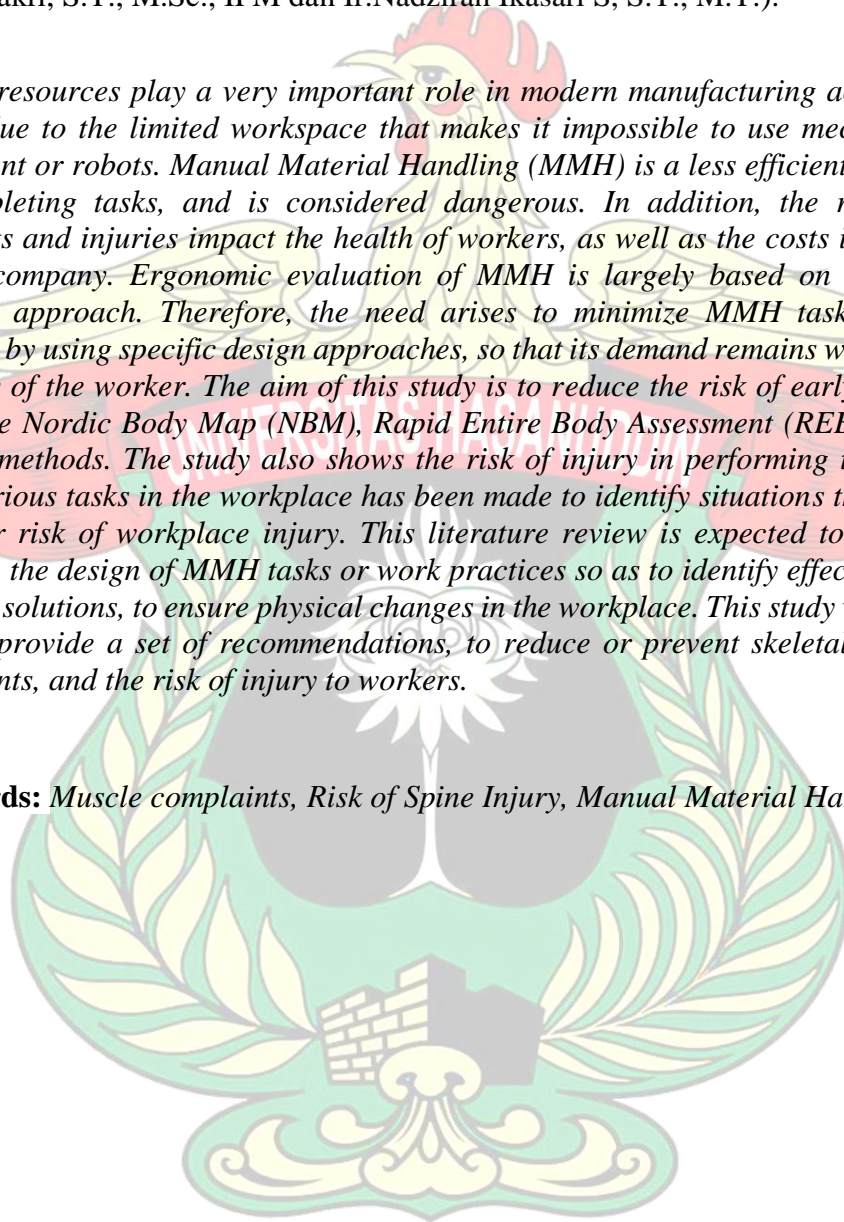 akri, S.T., M.Sc., IPM dan Ir.Nadzirah Ikasari S, S.T., M.T.).
resources play a very important role in modern manufacturing a
ue to the limited workspace that makes it impossible to use mec
nt or robots. Manual Material Handling (MMH) is a less efficient
pleting tasks, and is considered dangerous. In addition, the
s and injuries impact the health of workers, as well as the costs i
company. Ergonomic evaluation of MMH is largely based on
approach. Therefore, the need arises to minimize MMH task
by using specific design approaches, so that its demand remains w
of the worker. The aim of this study is to reduce the risk of early
e Nordic Body Map (NBM), Rapid Entire Body Assessment (REB
methods. The study also shows the risk of injury in performing
rious tasks in the workplace has been made to identify situations th
r risk of workplace injury. This literature review is expected to
the design of MMH tasks or work practices so as to identify effec
solutions, to ensure physical changes in the workplace. This study
provide a set of recommendations, to reduce or prevent skeletal
nts, and the risk of injury to workers.
rds: Muscle complaints, Risk of Spine Injury, Manual Material Ha
UNIVERSITAS HASANUDDIN